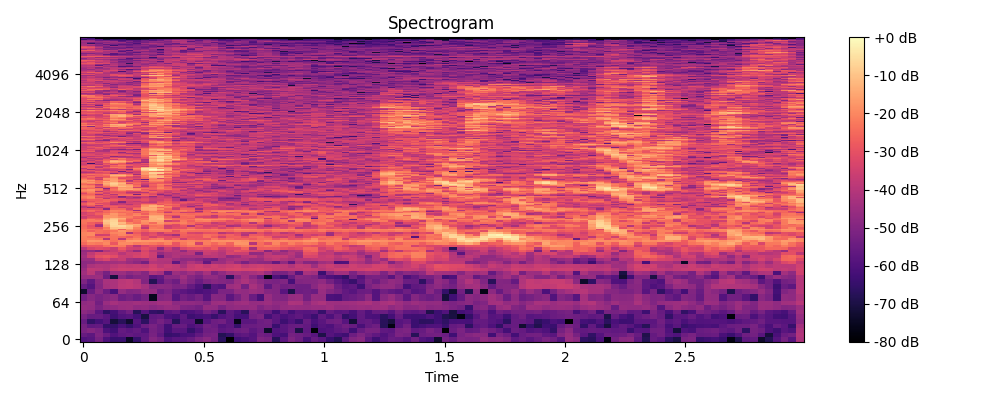 Spectrogram
Hz
4096
2048
1024
512
256
128
64
0
0
0.5
1
1.5
2
2.5
Time
+0 dB
-10 dB
-20 dB
-30 dB
-40 dB
-50 dB
-60 dB
-70 dB
-80 dB